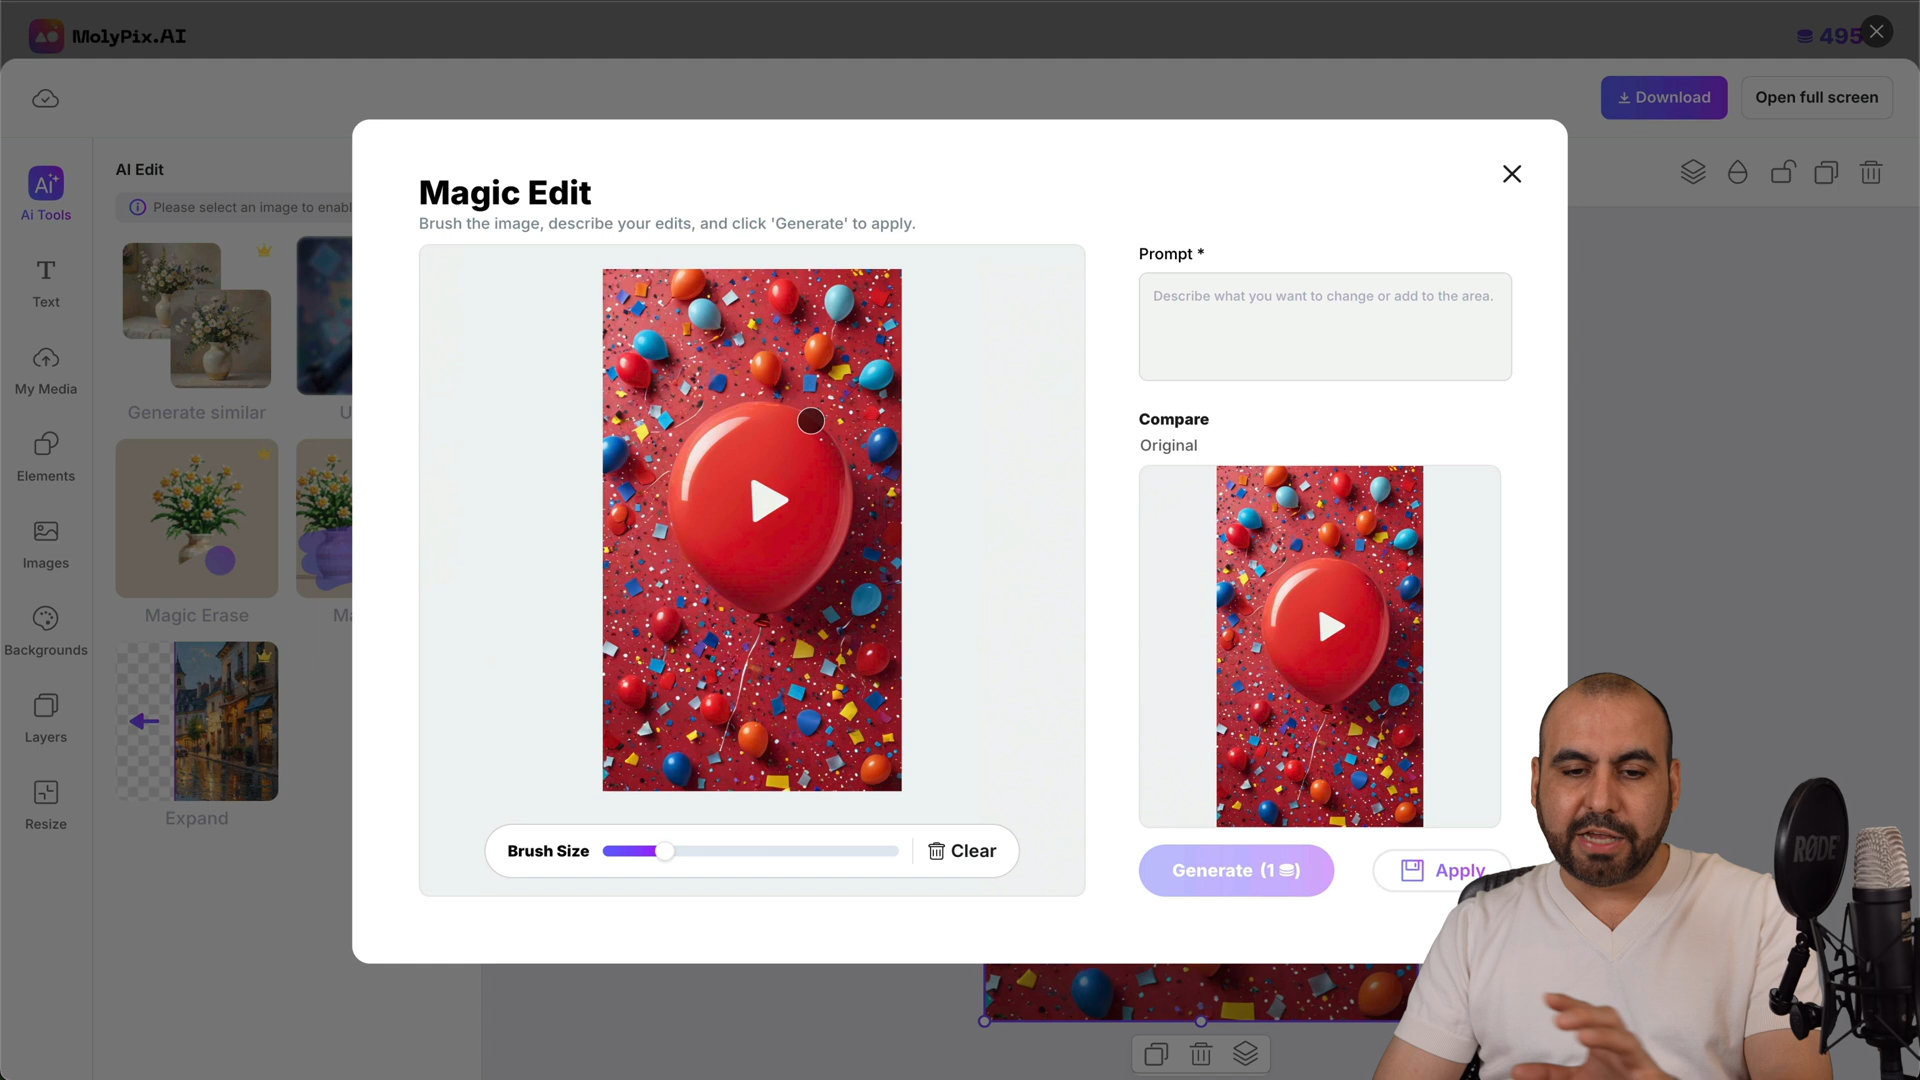 MolyPix.AI
495
Download
Open full screen
AI Edit
Please select an image to enabl
Ai Tools
Text
My Media
Elements
Images
Backgrounds
Layers
Resize
Generate similar
U
Magic Erase
Ma
Expand
Magic Edit
Brush the image, describe your edits, and click 'Generate' to apply.
Prompt *
Describe what you want to change or add to the area.
Compare
Original
Brush Size
Clear
Generate (1)
Apply
RØDE